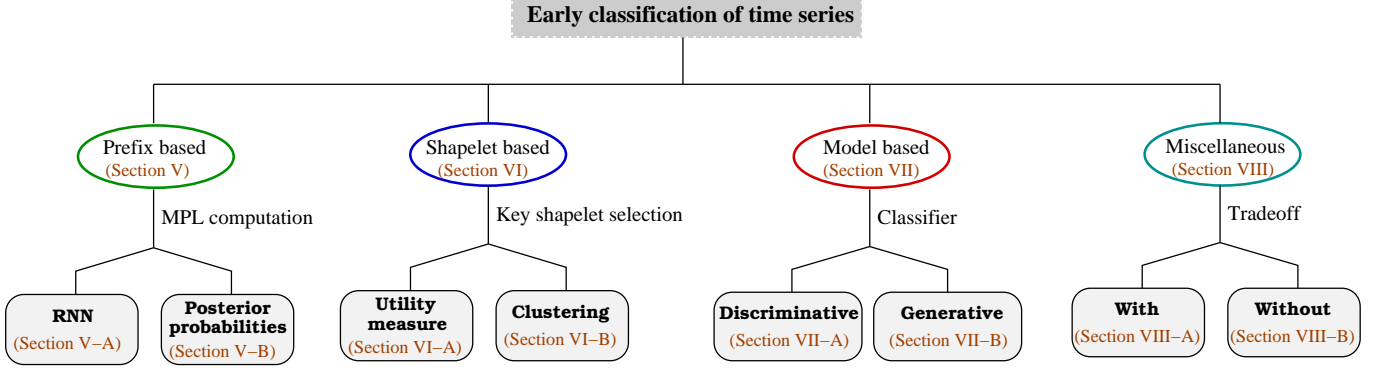 Early classification of time series
Prefix based
(Section V)
Shapelet based
(Section VI)
Model based
(Section VII)
Miscellaneous
(Section VIII)
MPL computation
Key shapelet selection
Classifier
Tradeoff
RNN
(Section V−A)
Posterior
probabilities
(Section V−B)
Utility
measure
(Section VI−A)
Clustering
(Section VI−B)
Discriminative
(Section VII−A)
Generative
(Section VII−B)
With
(Section VIII−A)
Without
(Section VIII−B)